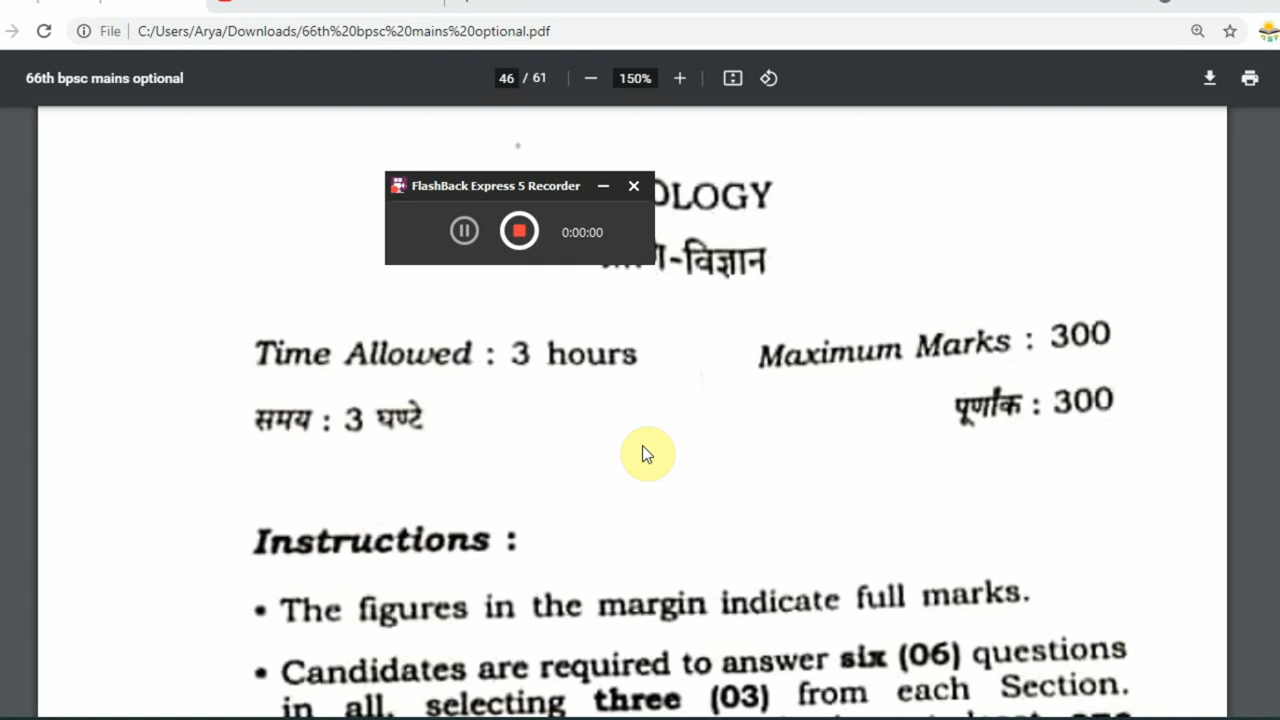 File
C:/Users/Arya/Downloads/66th%20bpsc%20mains%20optional.pdf
66th bpsc mains optional
46 / 61
150%
FlashBack Express 5 Recorder
0:00:00
OLOGY
-विज्ञान
Time Allowed : 3 hours
Maximum Marks : 300
समय : 3 घण्टे
पूर्णांक : 300
Instructions :
• The figures in the margin indicate full marks.
• Candidates are required to answer six (06) questions
in all, selecting three (03) from each Section.